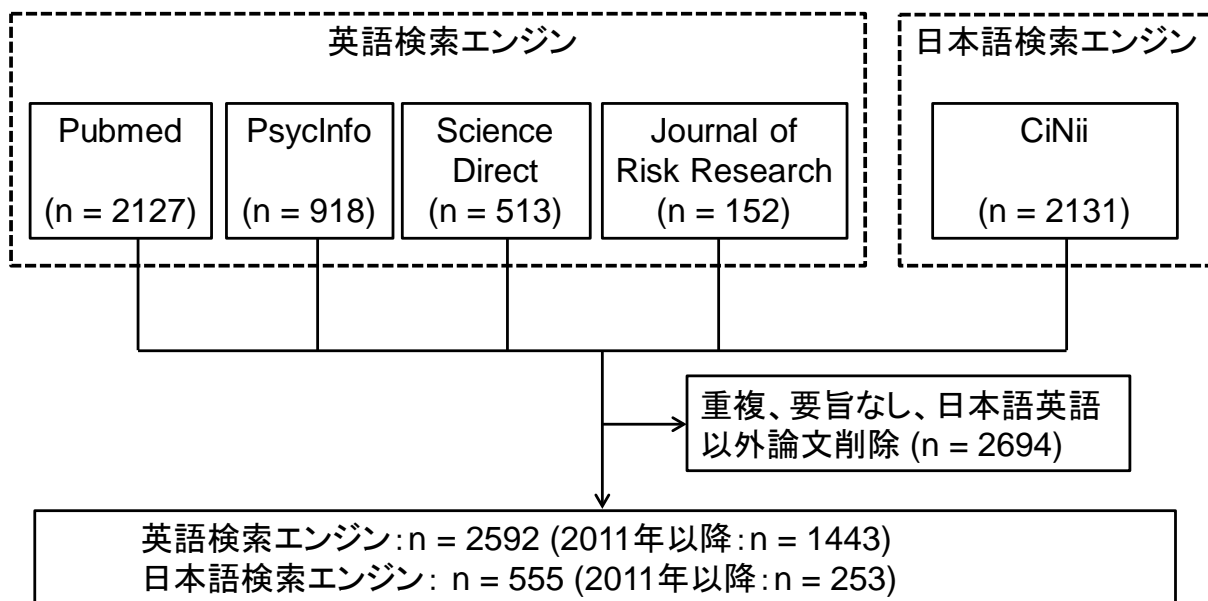 英語検索エンジン
日本語検索エンジン
Pubmed
(n = 2127)
PsycInfo
(n = 918)
Science
Direct
(n = 513)
Journal of
Risk Research
(n = 152)
CiNii
(n = 2131)
重複、要旨なし、日本語英語
以外論文削除 (n = 2694)
英語検索エンジン:n = 2592 (2011年以降:n = 1443)
日本語検索エンジン: n = 555 (2011年以降:n = 253)